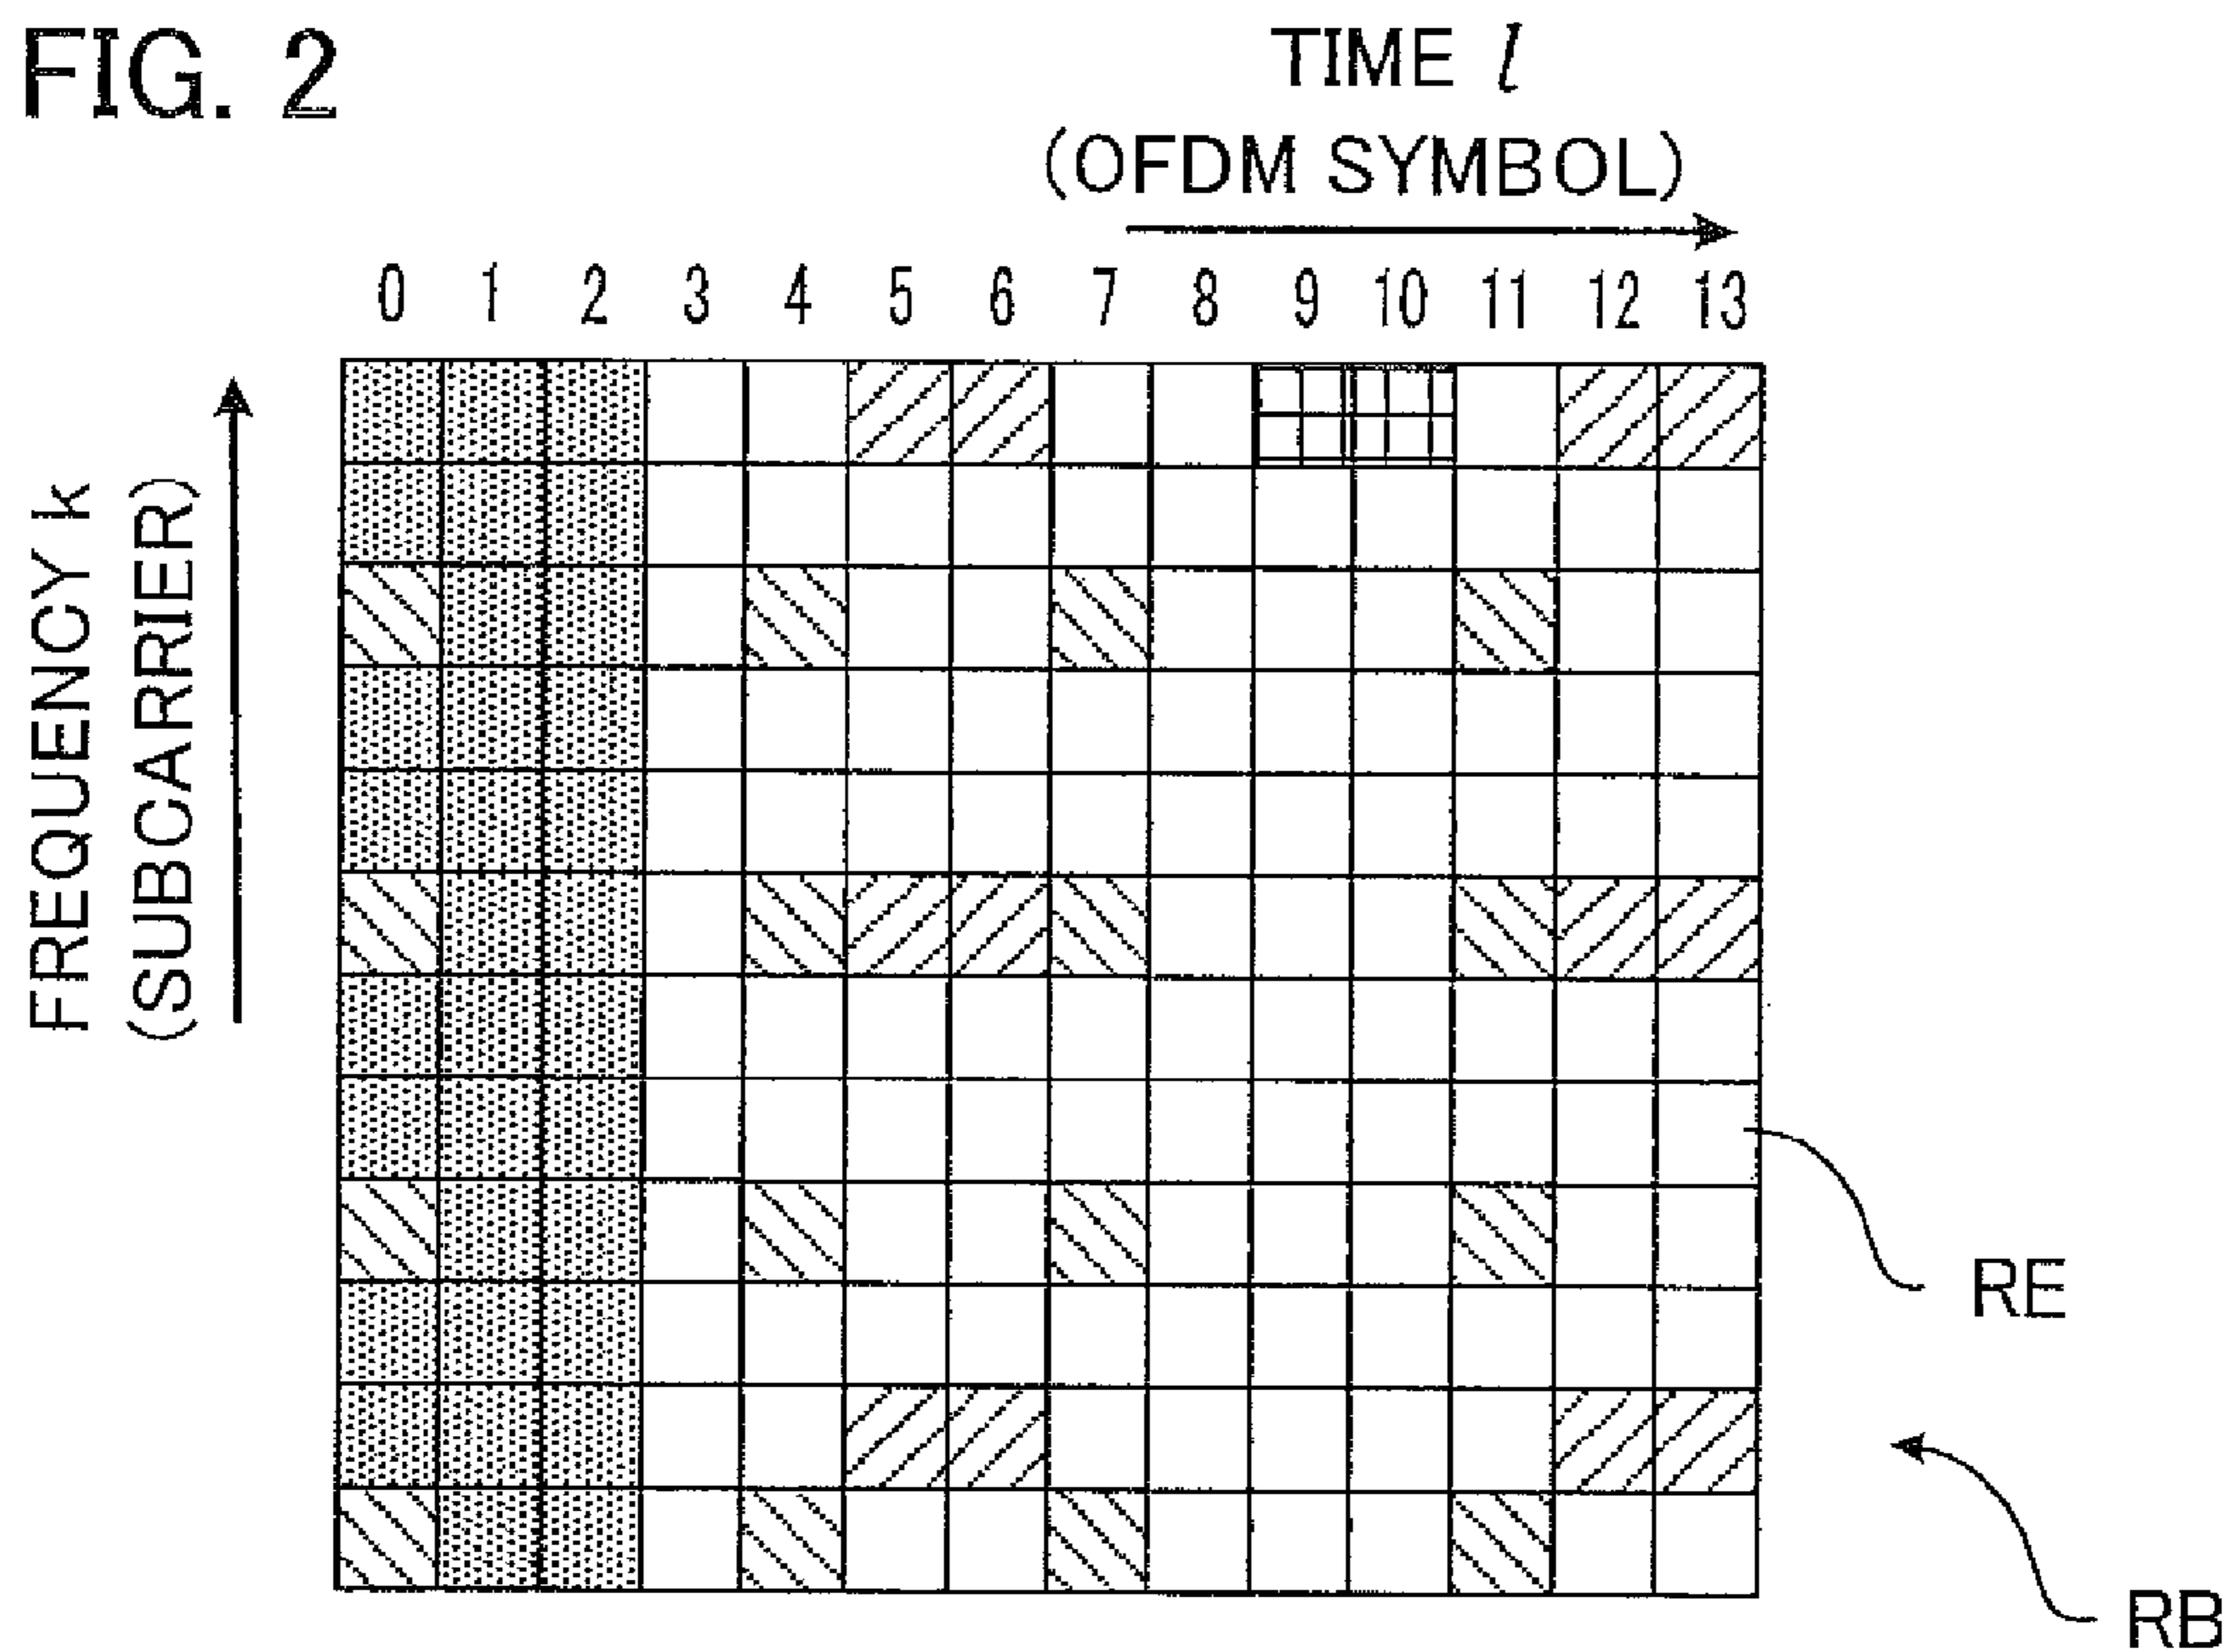 FIG. 2
TIME l
(OFDM SYMBOL)
0 1 2 3 4 5 6 7 8 9 10 11 12 13
FREQUENCY k
(SUBCARRIER)
RE
RB